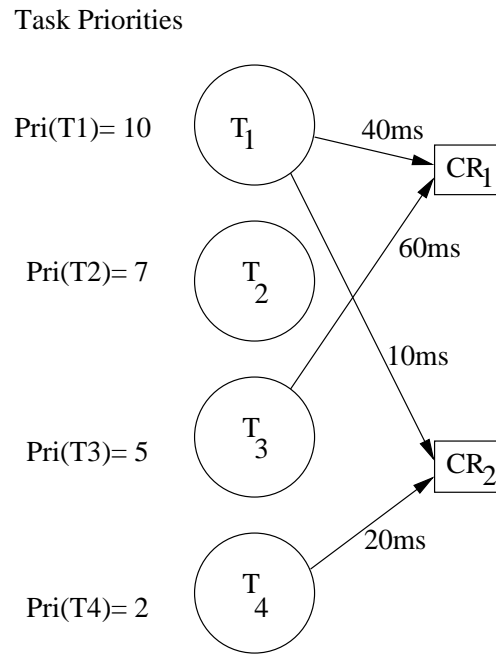 Task Priorities
Pri(T1)= 10
T1
40ms
CR1
60ms
Pri(T2)= 7
T2
10ms
Pri(T3)= 5
T3
CR2
20ms
Pri(T4)= 2
T4